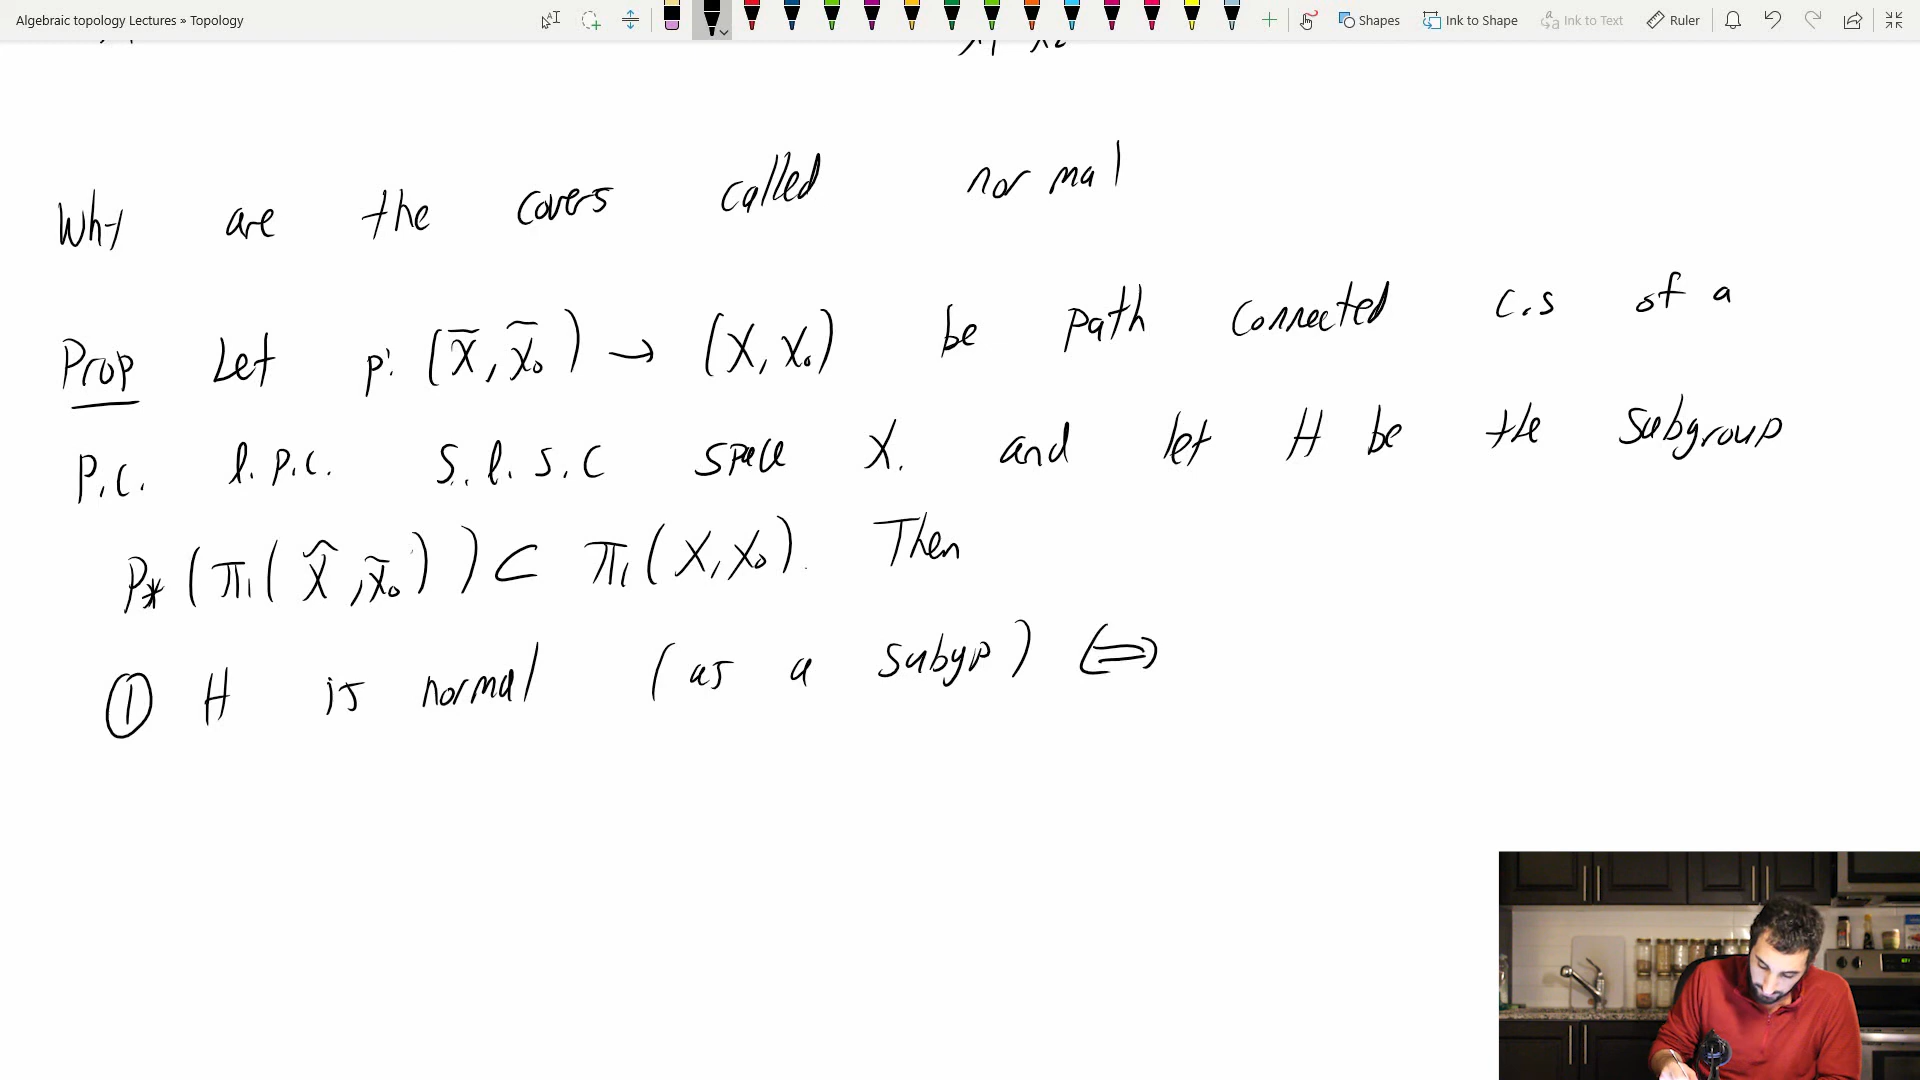 Algebraic topology Lectures » Topology
Shapes
Ink to Shape
Ink to Text
Ruler
Why are the covers called normal
Prop Let p: (X̃, x̃₀) → (X, x₀) be path connected c.s of a
P.C. l.p.c. S.l.s.c space X. and let H be the subgroup
P* (π₁( X̂, x̃₀)) ⊂ π₁(X, x₀). Then
① H is normal (as a subgp) ⟺